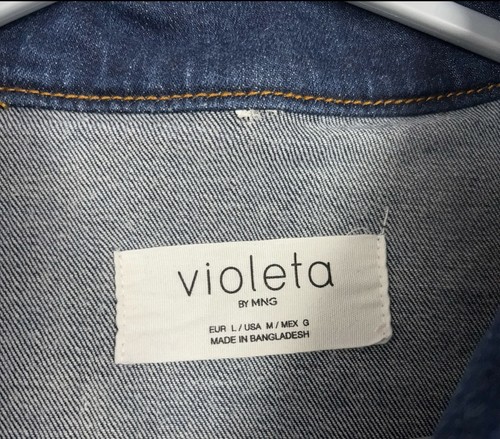 violeta
BY MNG
EUR L / USA M / MEX G
MADE IN BANGLADESH